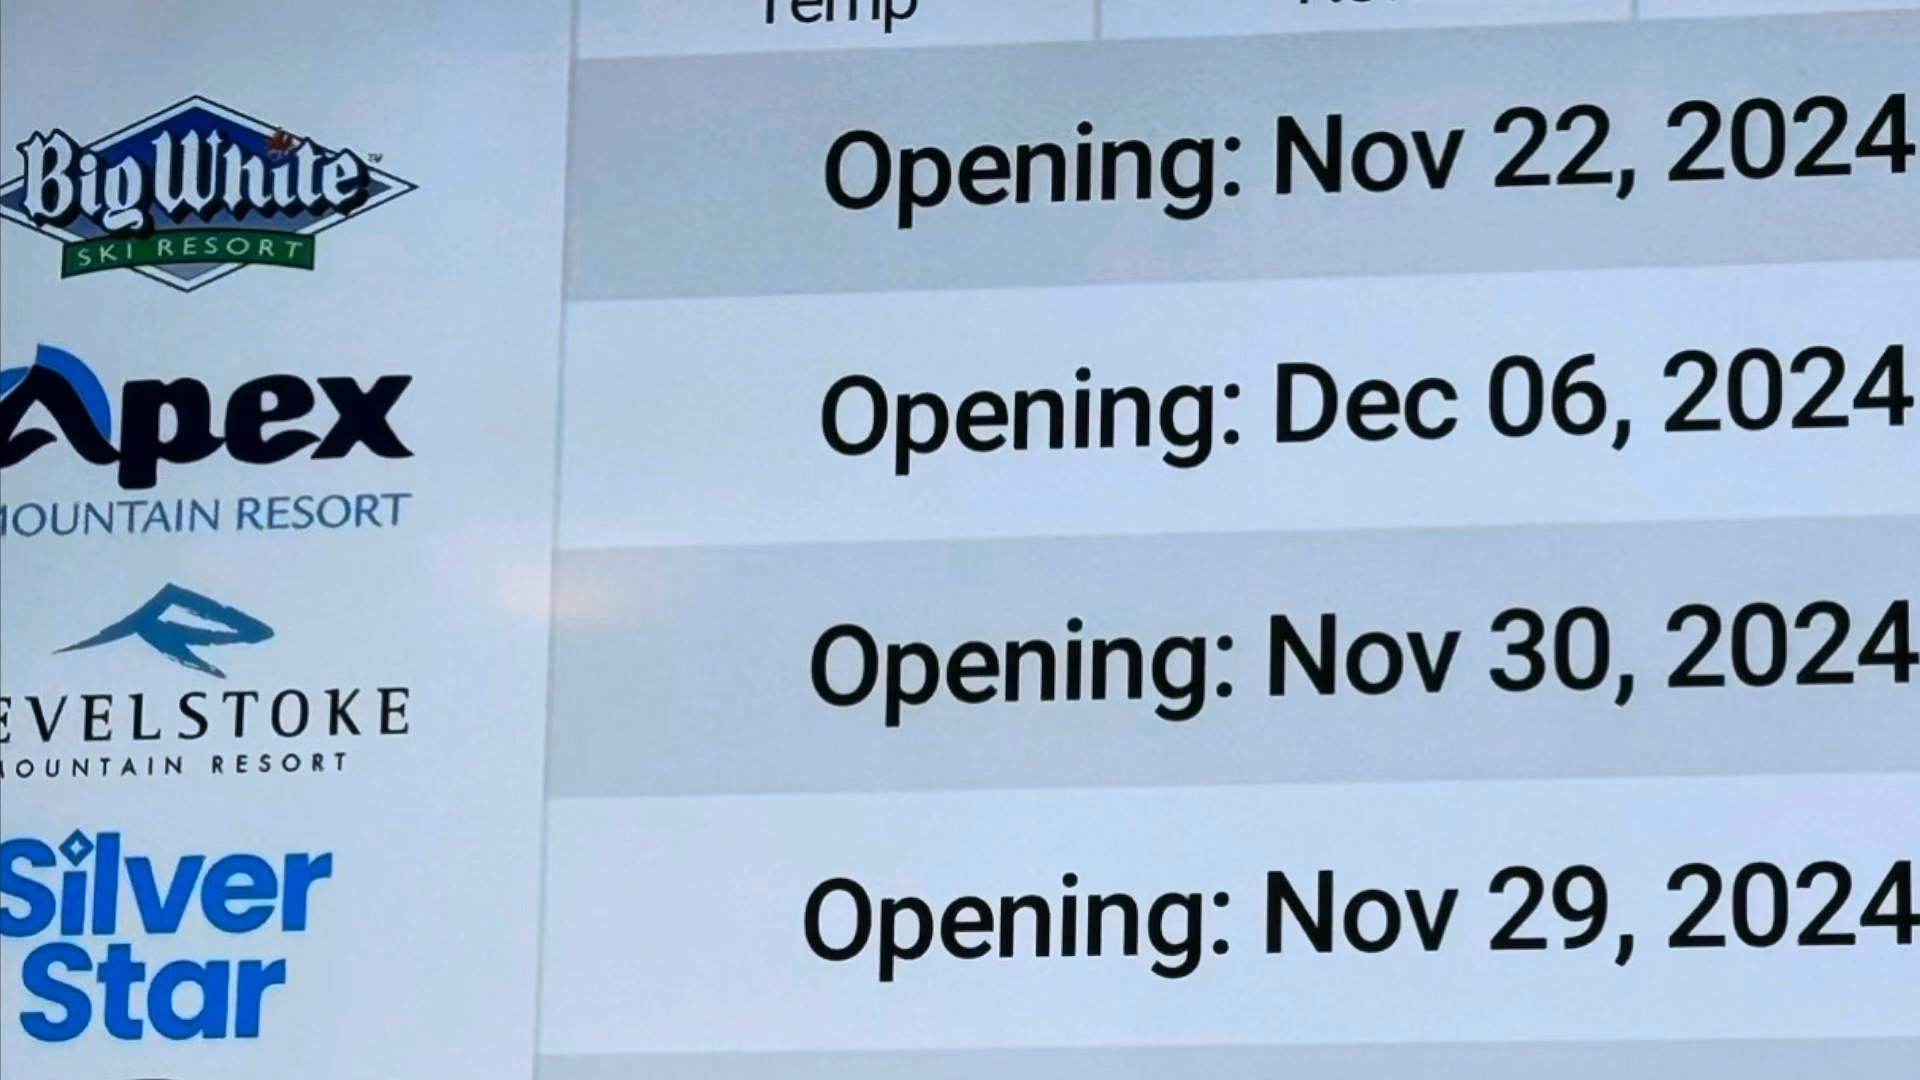 Temp
Big White
SKI RESORT
Opening: Nov 22, 2024
Apex
MOUNTAIN RESORT
Opening: Dec 06, 2024
EVELSTOKE
MOUNTAIN RESORT
Opening: Nov 30, 2024
Silver
Star
Opening: Nov 29, 2024